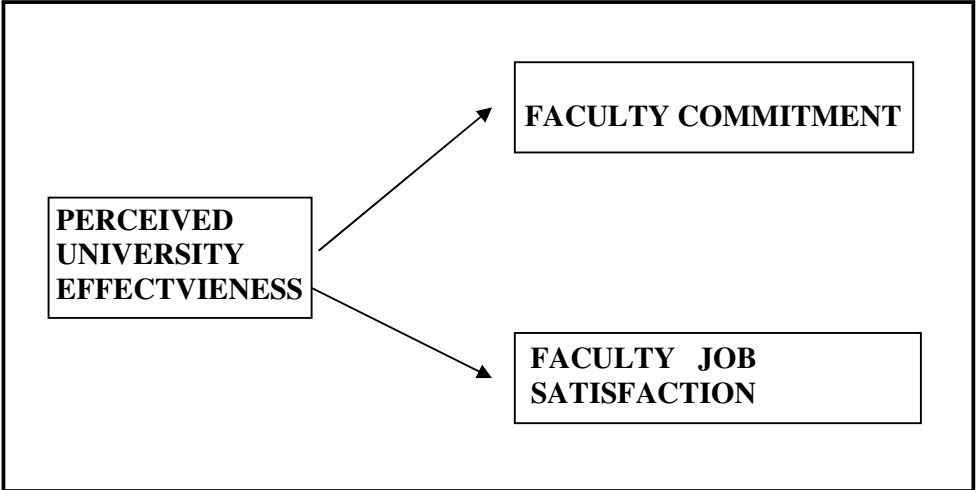 FACULTY COMMITMENT
PERCEIVED
UNIVERSITY
EFFECTVIENESS
FACULTY JOB
SATISFACTION